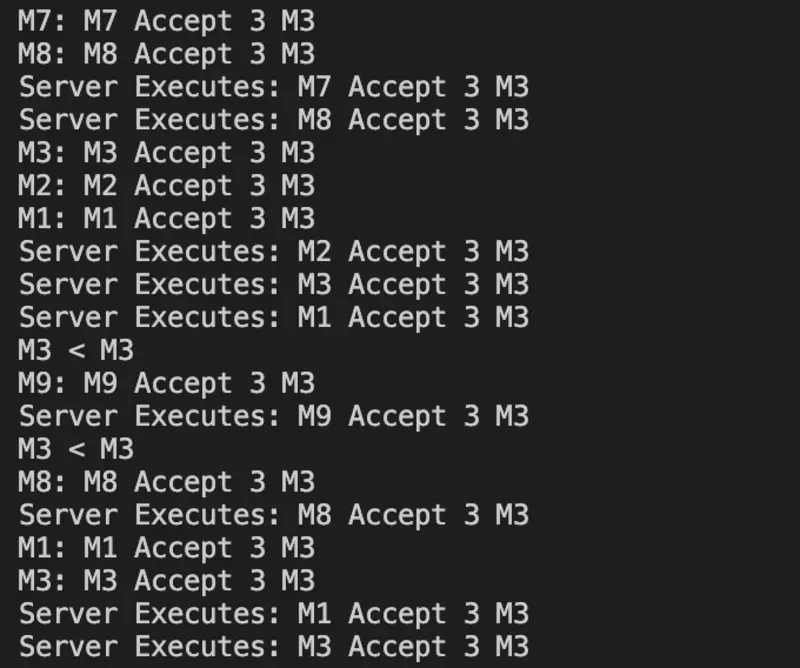 M7: M7 Accept 3 M3
M8: M8 Accept 3 M3
Server Executes: M7 Accept 3 M3
Server Executes: M8 Accept 3 M3
M3: M3 Accept 3 M3
M2: M2 Accept 3 M3
M1: M1 Accept 3 M3
Server Executes: M2 Accept 3 M3
Server Executes: M3 Accept 3 M3
Server Executes: M1 Accept 3 M3
M3 < M3
M9: M9 Accept 3 M3
Server Executes: M9 Accept 3 M3
M3 < M3
M8: M8 Accept 3 M3
Server Executes: M8 Accept 3 M3
M1: M1 Accept 3 M3
M3: M3 Accept 3 M3
Server Executes: M1 Accept 3 M3
Server Executes: M3 Accept 3 M3